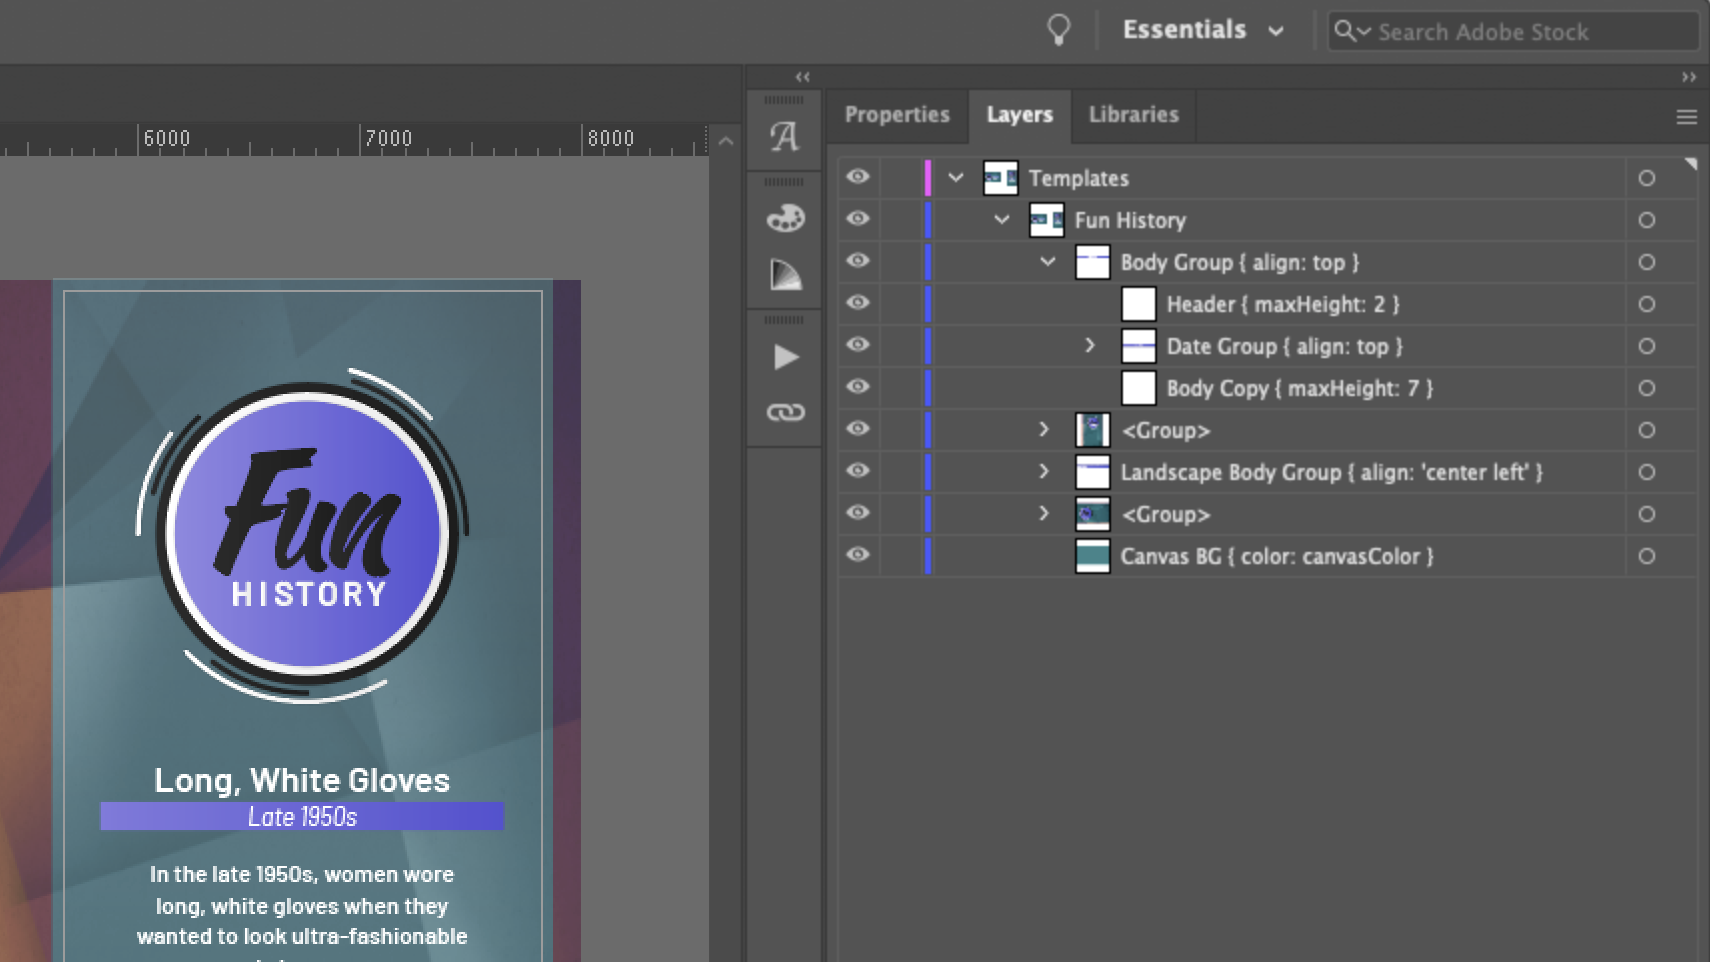 Essentials
Search Adobe Stock
Properties
Layers
Libraries
6000
7000
8000
Templates
Fun History
Body Group { align: top }
Header { maxHeight: 2 }
Date Group { align: top }
Body Copy { maxHeight: 7 }
<Group>
Landscape Body Group { align: 'center left' }
<Group>
Canvas BG { color: canvasColor }
Fun
HISTORY
Long, White Gloves
Late 1950s
In the late 1950s, women wore
long, white gloves when they
wanted to look ultra-fashionable